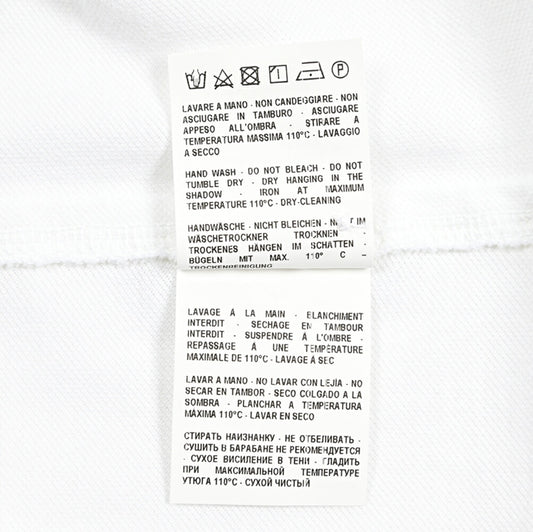 LAVARE A MANO - NON CANDEGGIARE - NON
ASCIUGARE IN TAMBURO - ASCIUGARE
APPESO ALL'OMBRA - STIRARE A
TEMPERATURA MASSIMA 110°C - LAVAGGIO
A SECCO
HAND WASH - DO NOT BLEACH - DO NOT
TUMBLE DRY - DRY HANGING IN THE
SHADOW - IRON AT MAXIMUM
TEMPERATURE 110°C - DRY-CLEANING
HANDWÄSCHE - NICHT BLEICHEN - IM
WÄSCHETROCKNER TROCKNEN -
TROCKENES HÄNGEN IM SCHATTEN -
BÜGELN MIT MAX. 110° C -
TROCKENREINIGUNG
LAVAGE Á LA MAIN - ELANCHIMENT
INTERDIT - SECHAGE EN TAMBOUR
INTERDIT - SUSPENDRE Á L'OMBRE -
REPASSAGE Á UNE TEMPÉRATURE
MAXIMALE DE 110°C - LAVAGE Á SEC
LAVAR A MANO - NO LAVAR CON LEJÍA - NO
SECAR EN TAMBOR - SECO COLGADO A LA
SOMBRA - PLANCHAR A TEMPERATURA
MÁXIMA 110°C - LAVAR EN SECO
СТИРАТЬ НАИЗНАНКУ - НЕ ОТБЕЛИВАТЬ -
СУШИТЬ В БАРАБАНЕ НЕ РЕКОМЕНДУЕТСЯ
- СУХОЕ ВИСИЛЕНИЕ В ТЕНИ - ГЛАДИТЬ
ПРИ МАКСИМАЛЬНОЙ ТЕМПЕРАТУРЕ
УТЮГА 110°C - СУХОЙ ЧИСТЫЙ